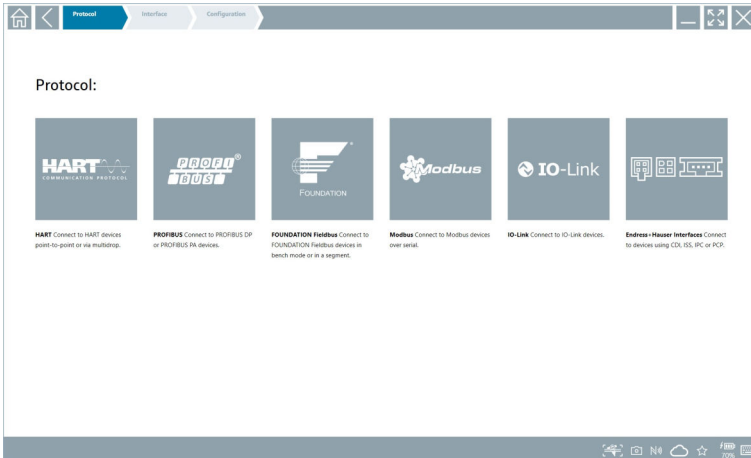 Protocol
Interface
Configuration
Protocol:
HART
COMMUNICATION PROTOCOL
PROFI®
BUS
FOUNDATION
Modbus
IO-Link
HART Connect to HART devices
point-to-point or via multidrop.
PROFIBUS Connect to PROFIBUS DP
or PROFIBUS PA devices.
FOUNDATION Fieldbus Connect to
FOUNDATION Fieldbus devices in
bench mode or in a segment.
Modbus Connect to Modbus devices
over serial.
IO-Link Connect to IO-Link devices.
Endress+Hauser Interfaces Connect
to devices using CDI, ISS, IPC or PCP.
70%